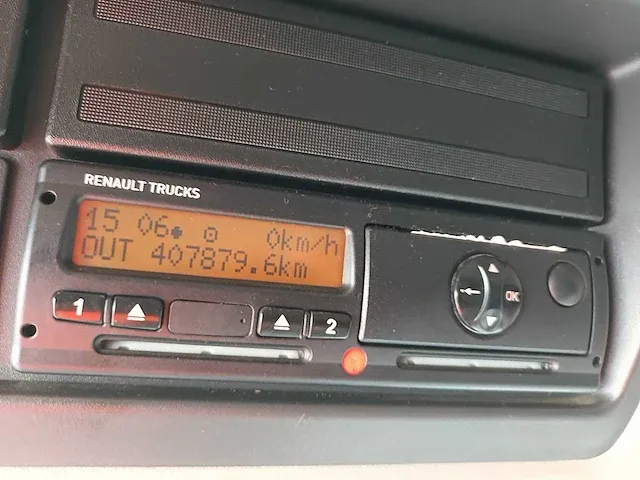 RENAULT TRUCKS
15 06 0km/h
OUT 407879.6km
1 2
OK